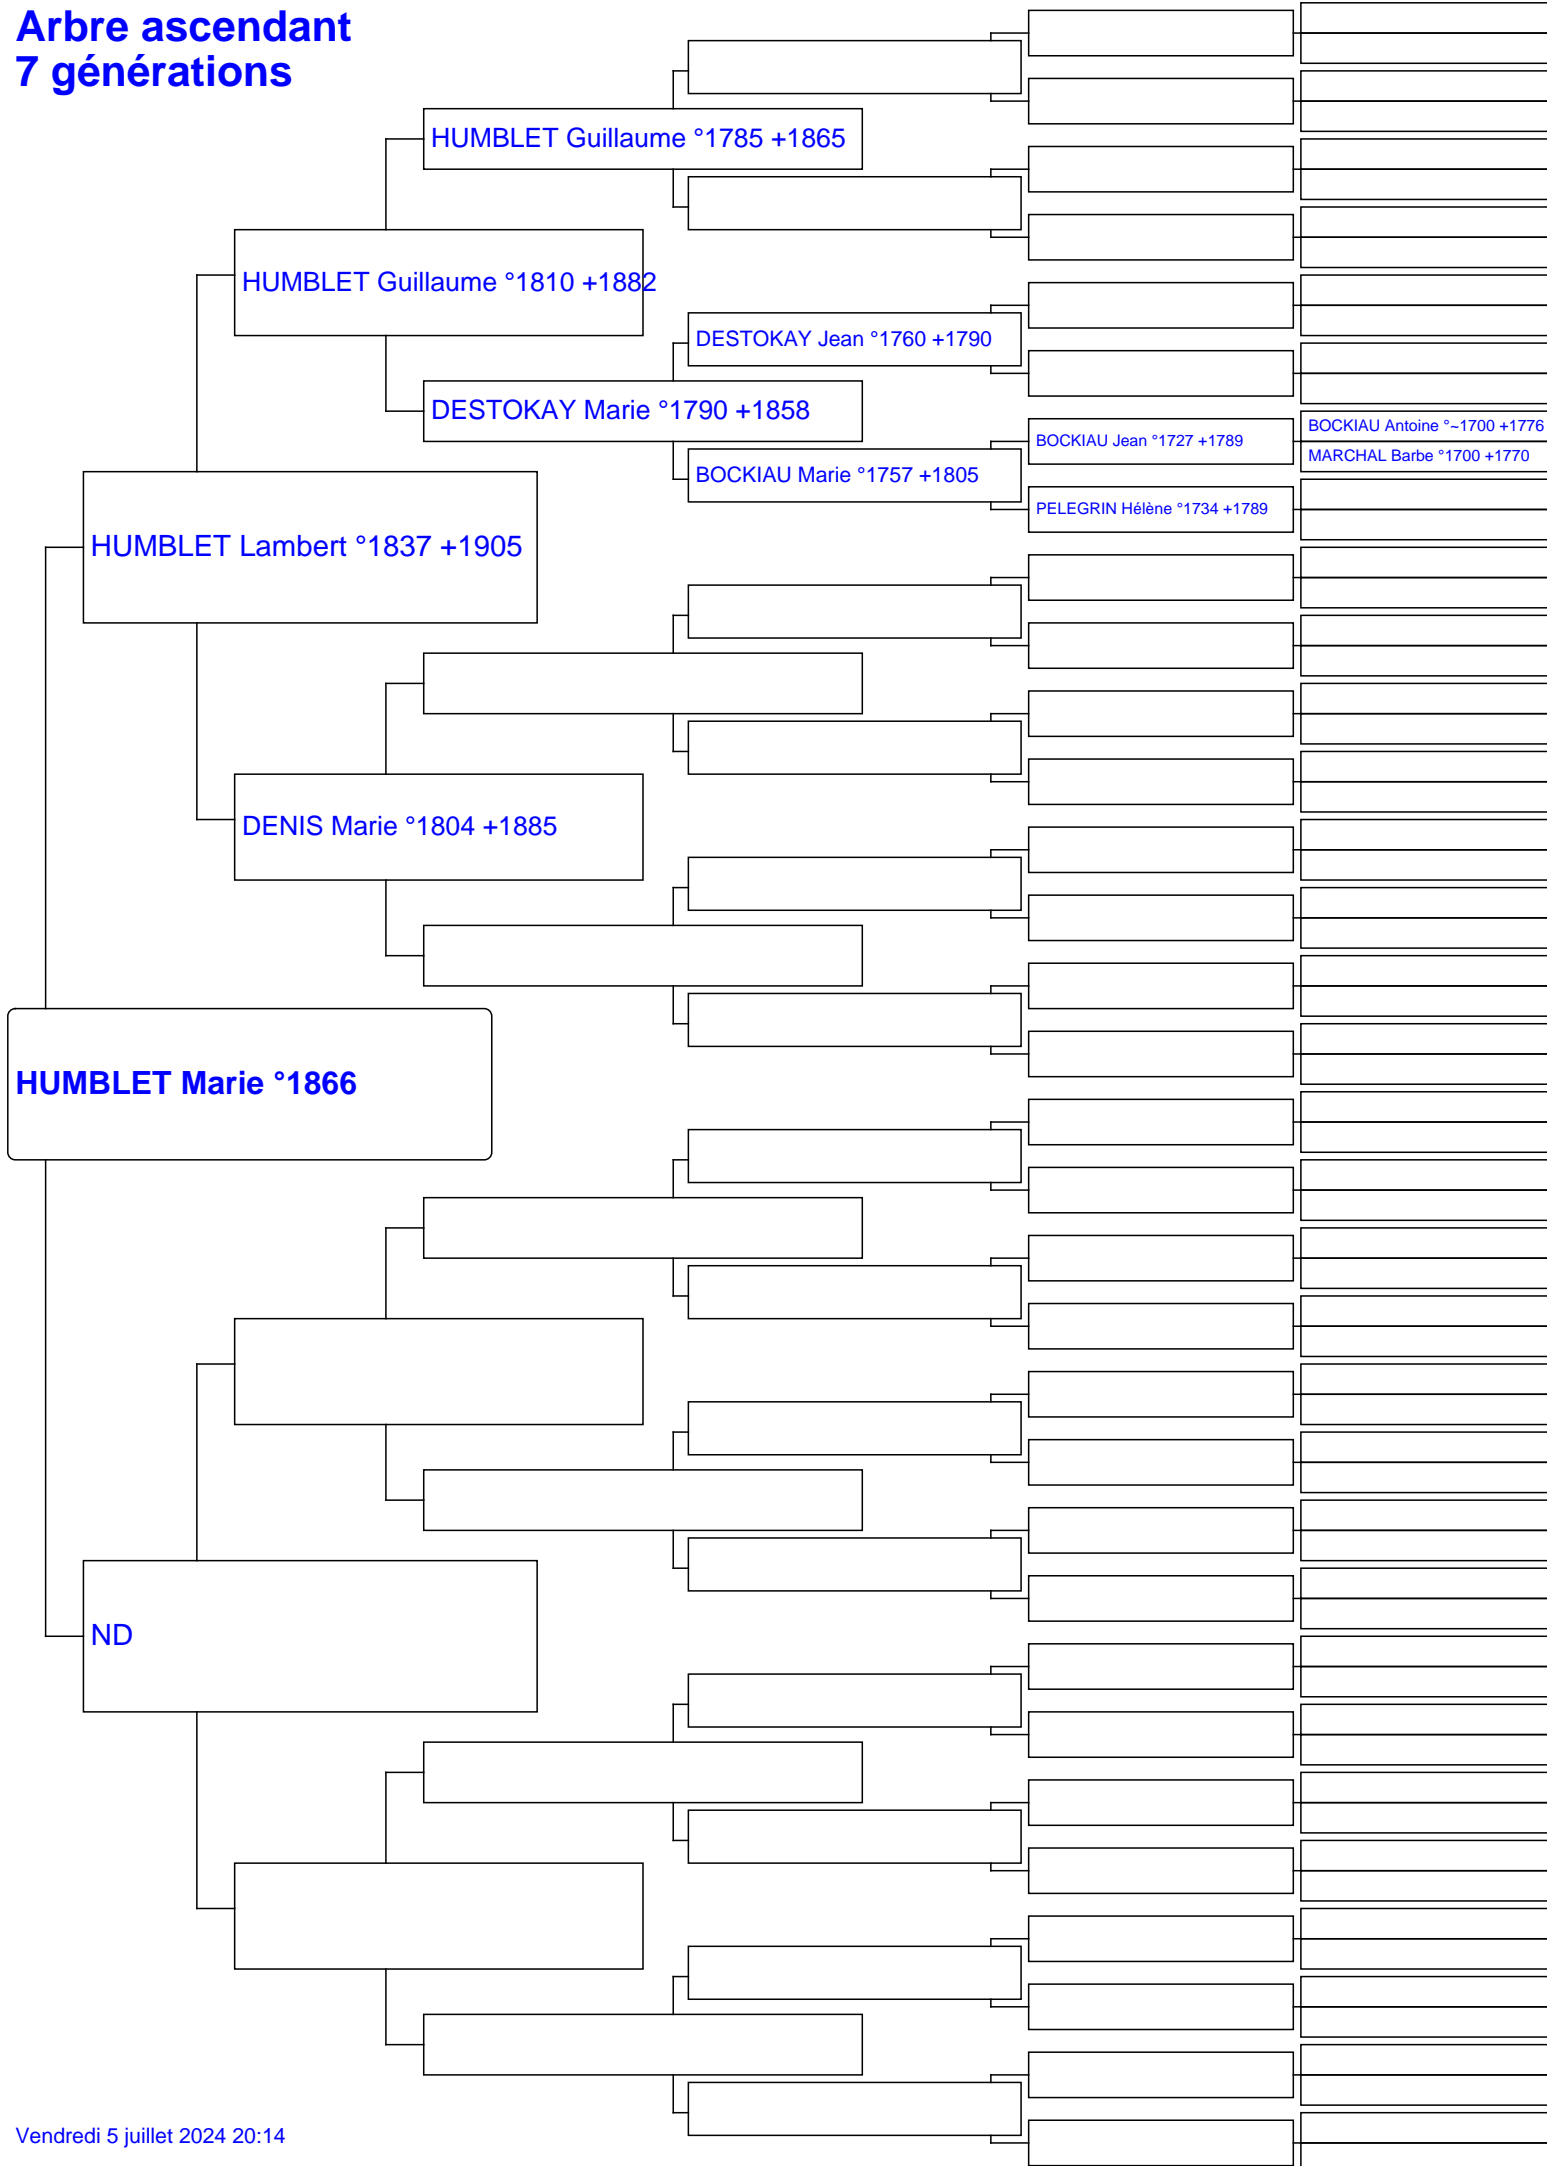 Arbre ascendant
7 générations
HUMBLET Guillaume °1785 +1865
HUMBLET Guillaume °1810 +1882
DESTOKAY Jean °1760 +1790
DESTOKAY Marie °1790 +1858
BOCKIAU Antoine °~1700 +1776
BOCKIAU Jean °1727 +1789
MARCHAL Barbe °1700 +1770
BOCKIAU Marie °1757 +1805
PELEGRIN Hélène °1734 +1789
HUMBLET Lambert °1837 +1905
DENIS Marie °1804 +1885
HUMBLET Marie °1866
ND
Vendredi 5 juillet 2024 20:14